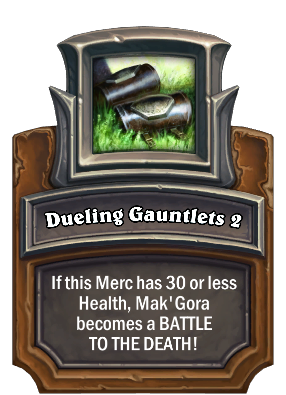 Dueling Gauntlets 2
If this Merc has 30 or less
Health, Mak'Gora
becomes a BATTLE
TO THE DEATH!